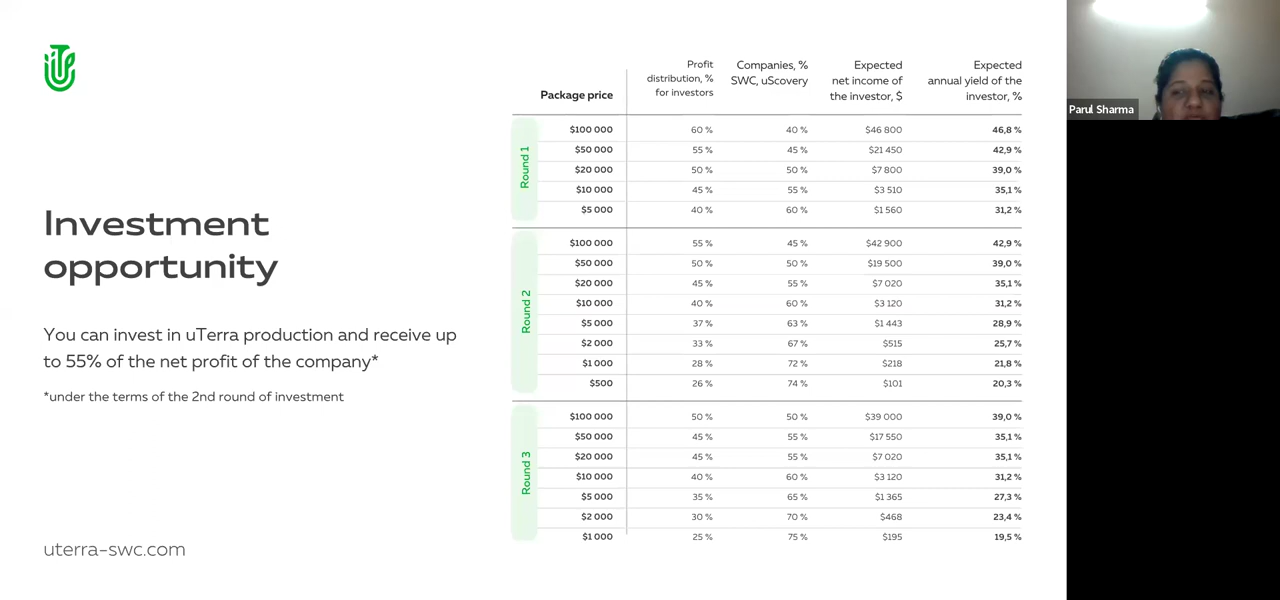 Investment
opportunity
You can invest in uTerra production and receive up
to 55% of the net profit of the company*
*under the terms of the 2nd round of investment
uterra-swc.com
Package price
Profit
distribution, %
for investors
Companies, %
SWC, uScovery
Expected
net income of
the investor, $
Expected
annual yield of the
investor, %
Round 1
$100 000 60 % 40 % $46 800 46,8 %
$50 000 55 % 45 % $21 450 42,9 %
$20 000 50 % 50 % $7 800 39,0 %
$10 000 45 % 55 % $3 510 35,1 %
$5 000 40 % 60 % $1 560 31,2 %
Round 2
$100 000 55 % 45 % $42 900 42,9 %
$50 000 50 % 50 % $19 500 39,0 %
$20 000 45 % 55 % $7 020 35,1 %
$10 000 40 % 60 % $3 120 31,2 %
$5 000 37 % 63 % $1 443 28,9 %
$2 000 33 % 67 % $515 25,7 %
$1 000 28 % 72 % $218 21,8 %
$500 26 % 74 % $101 20,3 %
Round 3
$100 000 50 % 50 % $39 000 39,0 %
$50 000 45 % 55 % $17 550 35,1 %
$20 000 45 % 55 % $7 020 35,1 %
$10 000 40 % 60 % $3 120 31,2 %
$5 000 35 % 65 % $1 365 27,3 %
$2 000 30 % 70 % $468 23,4 %
$1 000 25 % 75 % $195 19,5 %
Parul Sharma